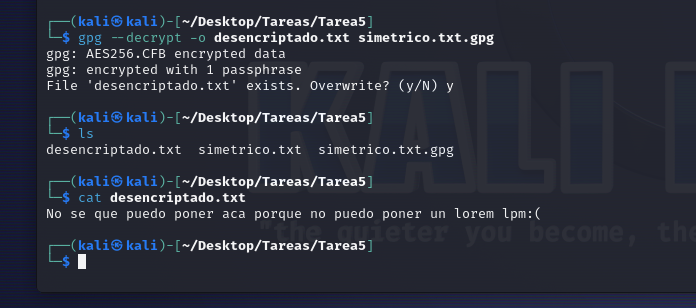 ┌──(kali㉿kali)-[~/Desktop/Tareas/Tarea5]
└─$ gpg --decrypt -o desencriptado.txt simetrico.txt.gpg
gpg: AES256.CFB encrypted data
gpg: encrypted with 1 passphrase
File 'desencriptado.txt' exists. Overwrite? (y/N) y
┌──(kali㉿kali)-[~/Desktop/Tareas/Tarea5]
└─$ ls
desencriptado.txt  simetrico.txt  simetrico.txt.gpg
┌──(kali㉿kali)-[~/Desktop/Tareas/Tarea5]
└─$ cat desencriptado.txt
No se que puedo poner aca porque no puedo poner un lorem lpm:(
┌──(kali㉿kali)-[~/Desktop/Tareas/Tarea5]
└─$
KALI
"the quieter you become, the